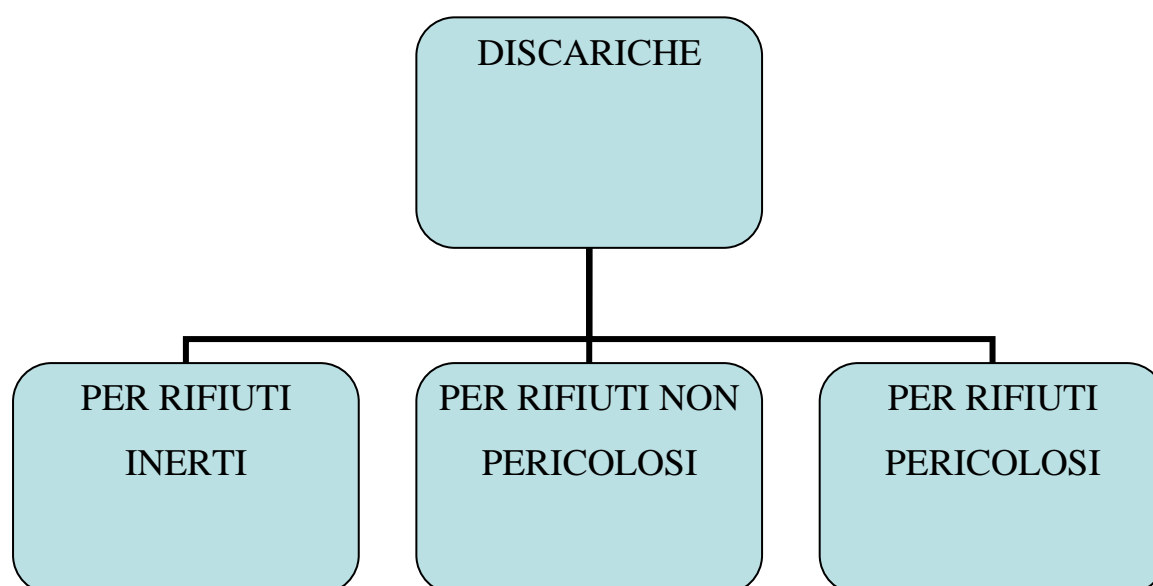 DISCARICHE
PER RIFIUTI
INERTI
PER RIFIUTI NON
PERICOLOSI
PER RIFIUTI
PERICOLOSI